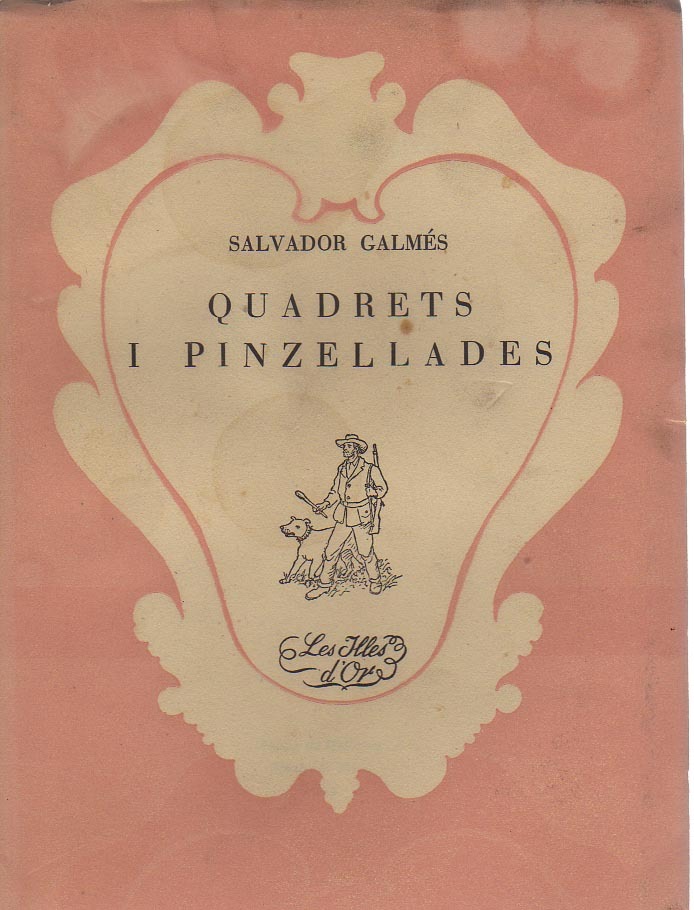 SALVADOR GALMÉS
QUADRETS
I PINZELLADES
Les Illes
d'Or